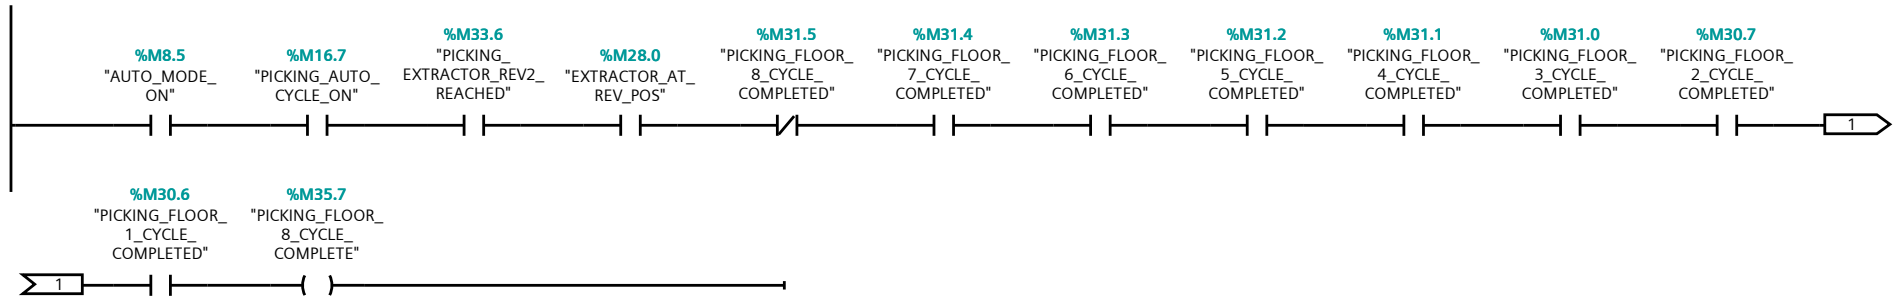 %M8.5
"AUTO_MODE_
ON"
%M16.7
"PICKING_AUTO_
CYCLE_ON"
%M33.6
"PICKING_
EXTRACTOR_REV2_
REACHED"
%M28.0
"EXTRACTOR_AT_
REV_POS"
%M31.5
"PICKING_FLOOR_
8_CYCLE_
COMPLETED"
%M31.4
"PICKING_FLOOR_
7_CYCLE_
COMPLETED"
%M31.3
"PICKING_FLOOR_
6_CYCLE_
COMPLETED"
%M31.2
"PICKING_FLOOR_
5_CYCLE_
COMPLETED"
%M31.1
"PICKING_FLOOR_
4_CYCLE_
COMPLETED"
%M31.0
"PICKING_FLOOR_
3_CYCLE_
COMPLETED"
%M30.7
"PICKING_FLOOR_
2_CYCLE_
COMPLETED"
1
%M30.6
"PICKING_FLOOR_
1_CYCLE_
COMPLETED"
%M35.7
"PICKING_FLOOR_
8_CYCLE_
COMPLETE"
1